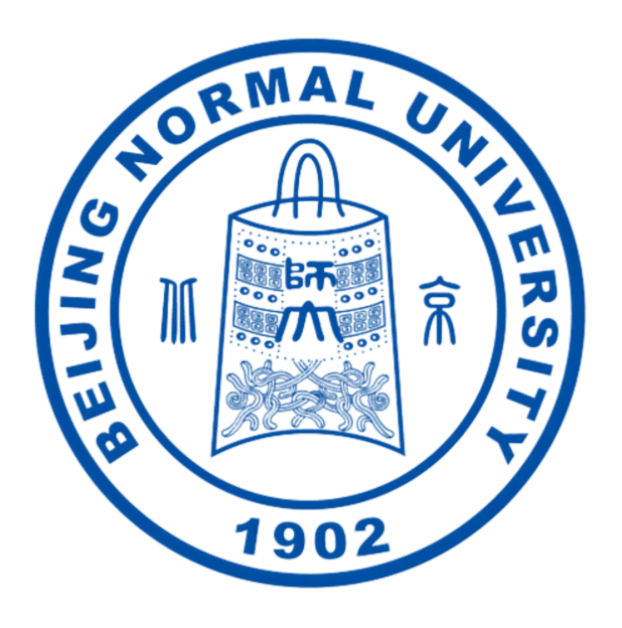 BEIJING NORMAL UNIVERSITY
北 京
師大
1902